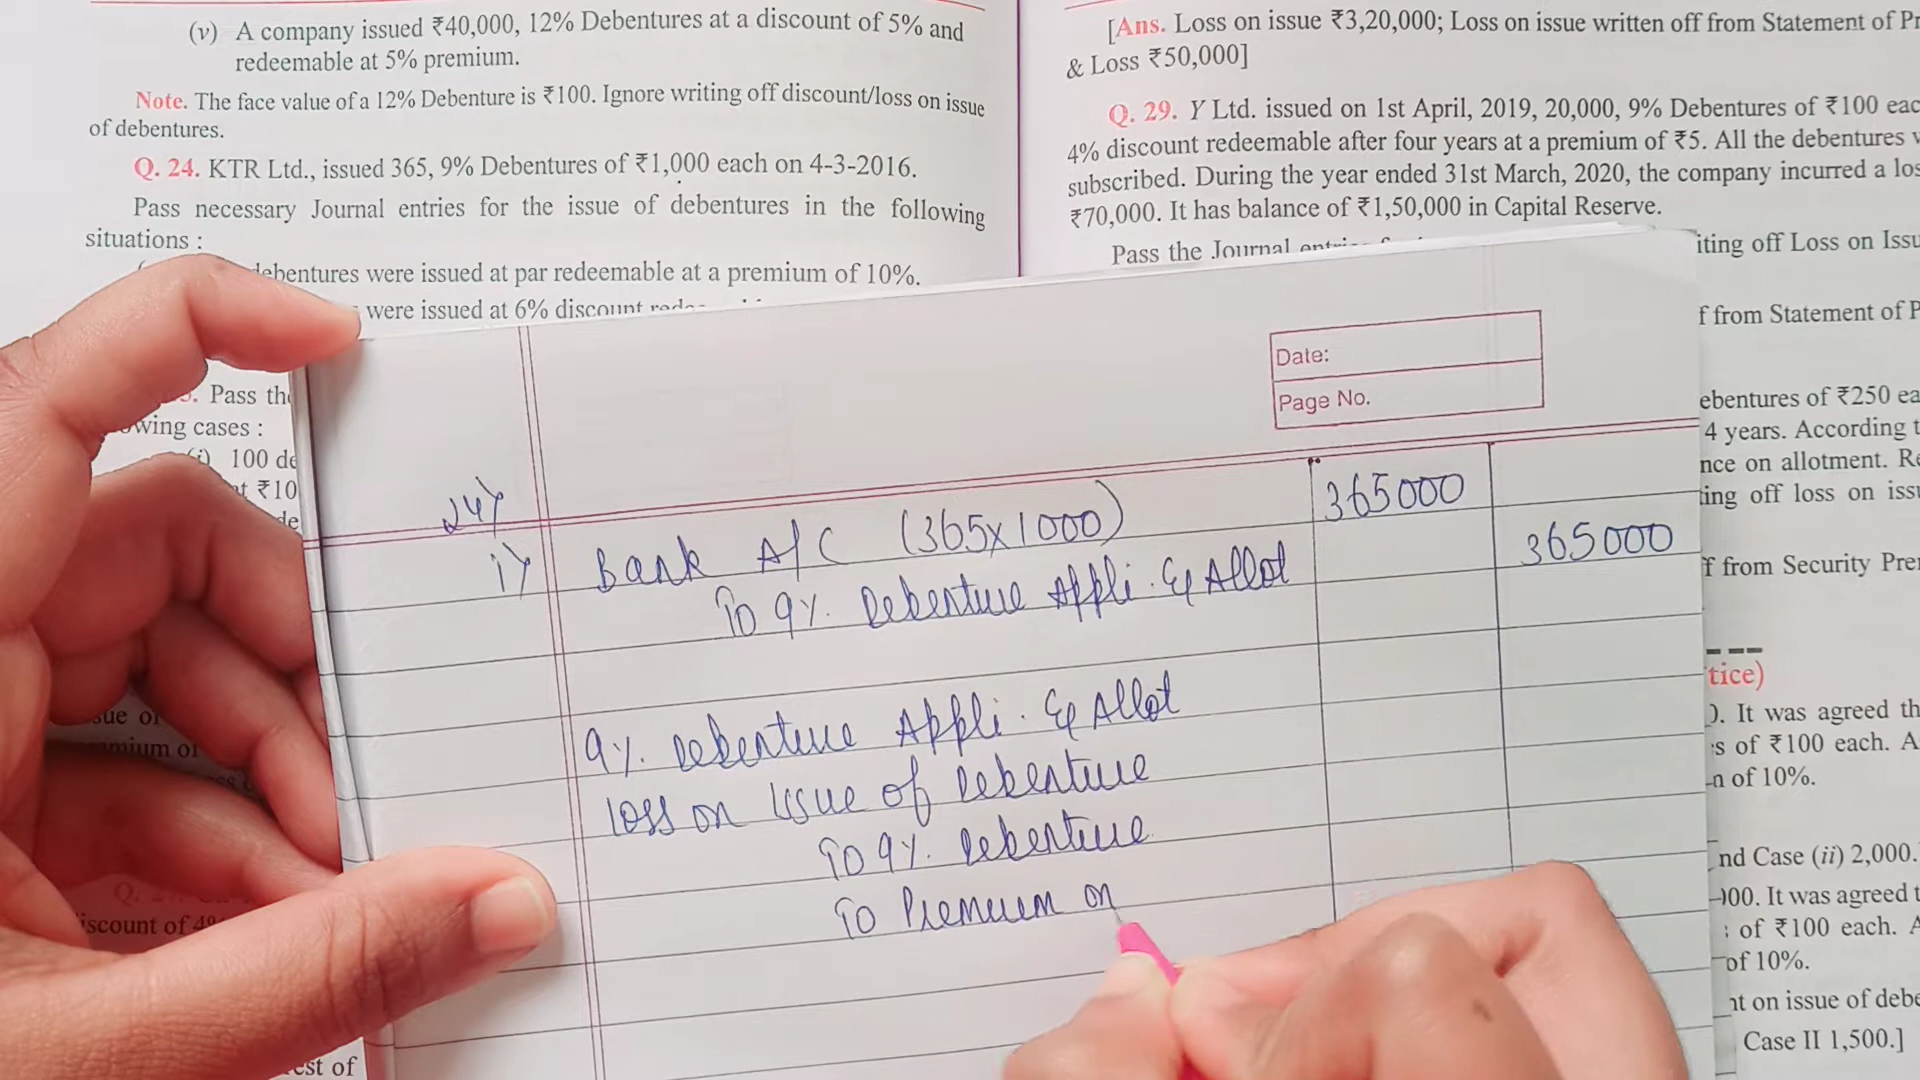 (v) A company issued ₹40,000, 12% Debentures at a discount of 5% and
redeemable at 5% premium.
Note. The face value of a 12% Debenture is ₹100. Ignore writing off discount/loss on issue
of debentures.
Q. 24. KTR Ltd., issued 365, 9% Debentures of ₹1,000 each on 4-3-2016.
Pass necessary Journal entries for the issue of debentures in the following
situations :
debentures were issued at par redeemable at a premium of 10%.
were issued at 6% discount
Pass the
wing cases :
(i) 100 de
at ₹10
de
sue of
mium of
iscount of 4%
est of
[Ans. Loss on issue ₹3,20,000; Loss on issue written off from Statement of Pr
& Loss ₹50,000]
Q. 29. Y Ltd. issued on 1st April, 2019, 20,000, 9% Debentures of ₹100 eac
4% discount redeemable after four years at a premium of ₹5. All the debentures w
subscribed. During the year ended 31st March, 2020, the company incurred a los
₹70,000. It has balance of ₹1,50,000 in Capital Reserve.
Pass the Journal
iting off Loss on Issu
f from Statement of P
ebentures of ₹250 ea
4 years. According t
nce on allotment. Re
ing off loss on issu
f from Security Prem
tice)
). It was agreed th
s of ₹100 each. A
n of 10%.
nd Case (ii) 2,000.
000. It was agreed t
: of ₹100 each. A
of 10%.
nt on issue of debe
Case II 1,500.]
Date:
Page No.
24)
i) Bank A/C (365x1000) 365000
To 9%. Debenture Appli. & Allot 365000
9%. Debenture Appli. & Allot
loss on issue of Debenture
To 9%. Debenture
To Premium on